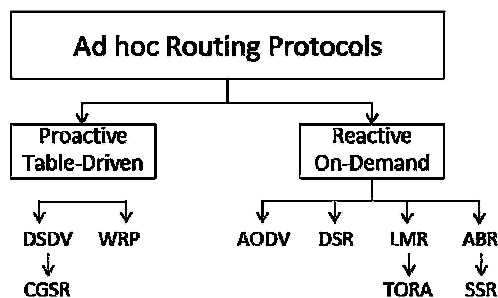 Ad hoc Routing Protocols
Proactive
Table-Driven
Reactive
On-Demand
DSDV WRP AODV DSR LMR ABR
CGSR TORA SSR